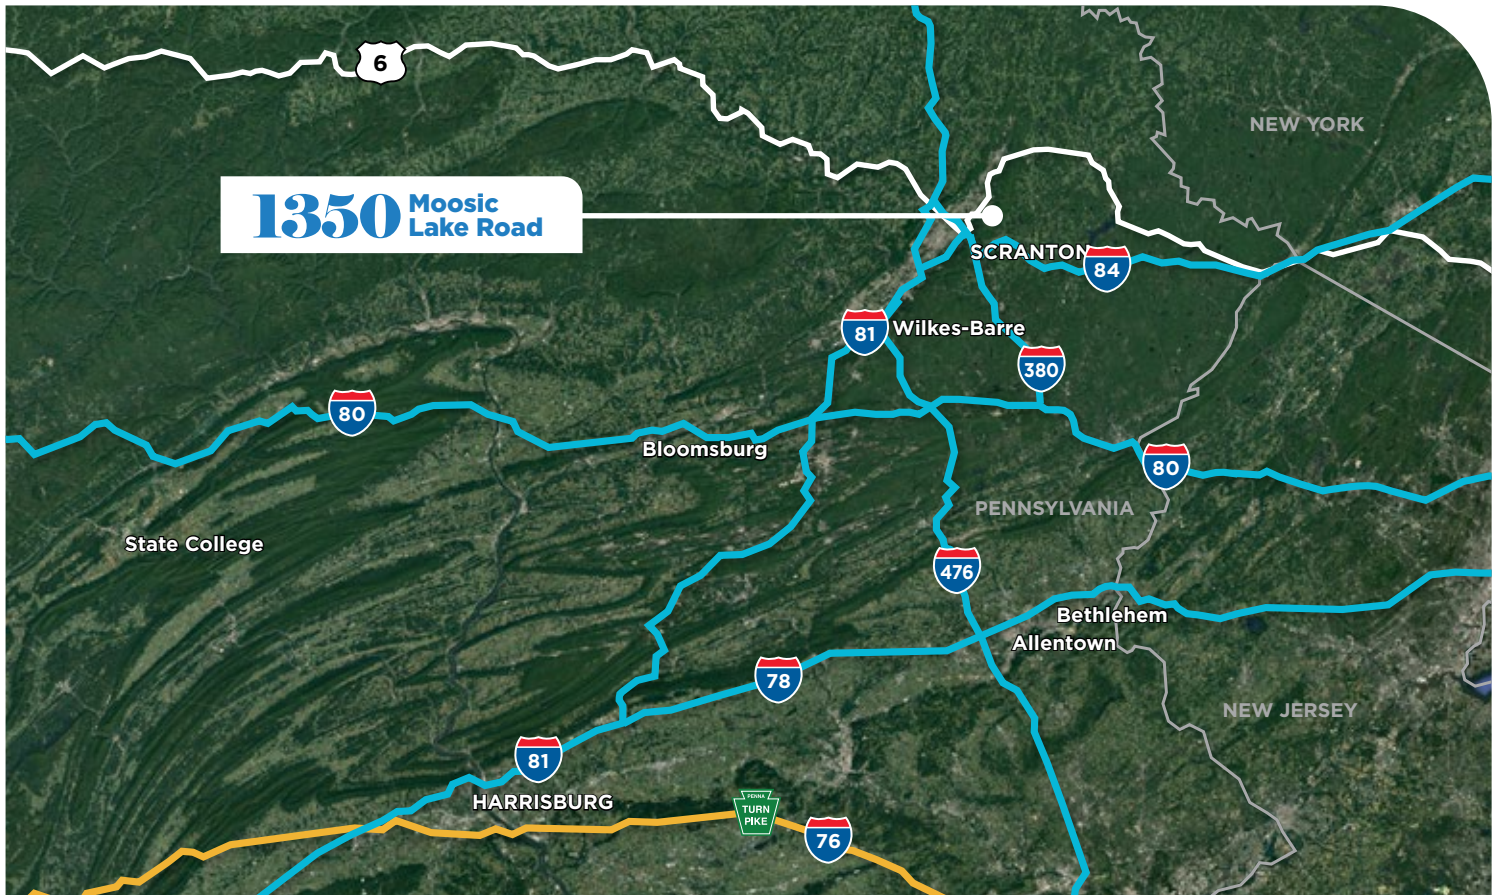 6
NEW YORK
1350 Moosic
Lake Road
SCRANTON
84
81
Wilkes-Barre
380
80
Bloomsburg
80
PENNSYLVANIA
State College
476
Bethlehem
Allentown
78
NEW JERSEY
81
HARRISBURG
PENNA
TURN
PIKE
76